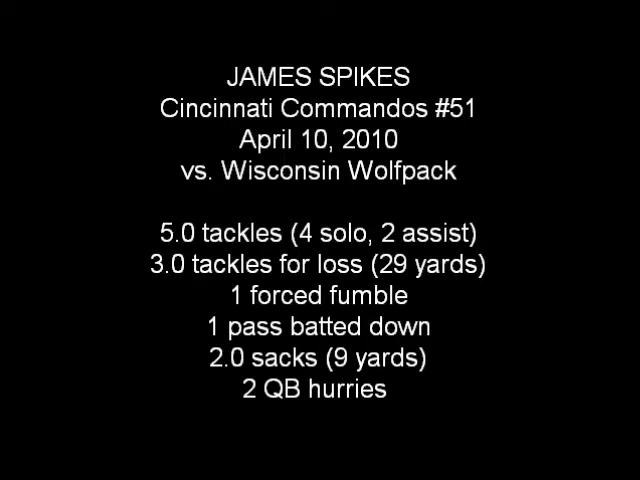 JAMES SPIKES
Cincinnati Commandos #51
April 10, 2010
vs. Wisconsin Wolfpack
5.0 tackles (4 solo, 2 assist)
3.0 tackles for loss (29 yards)
1 forced fumble
1 pass batted down
2.0 sacks (9 yards)
2 QB hurries